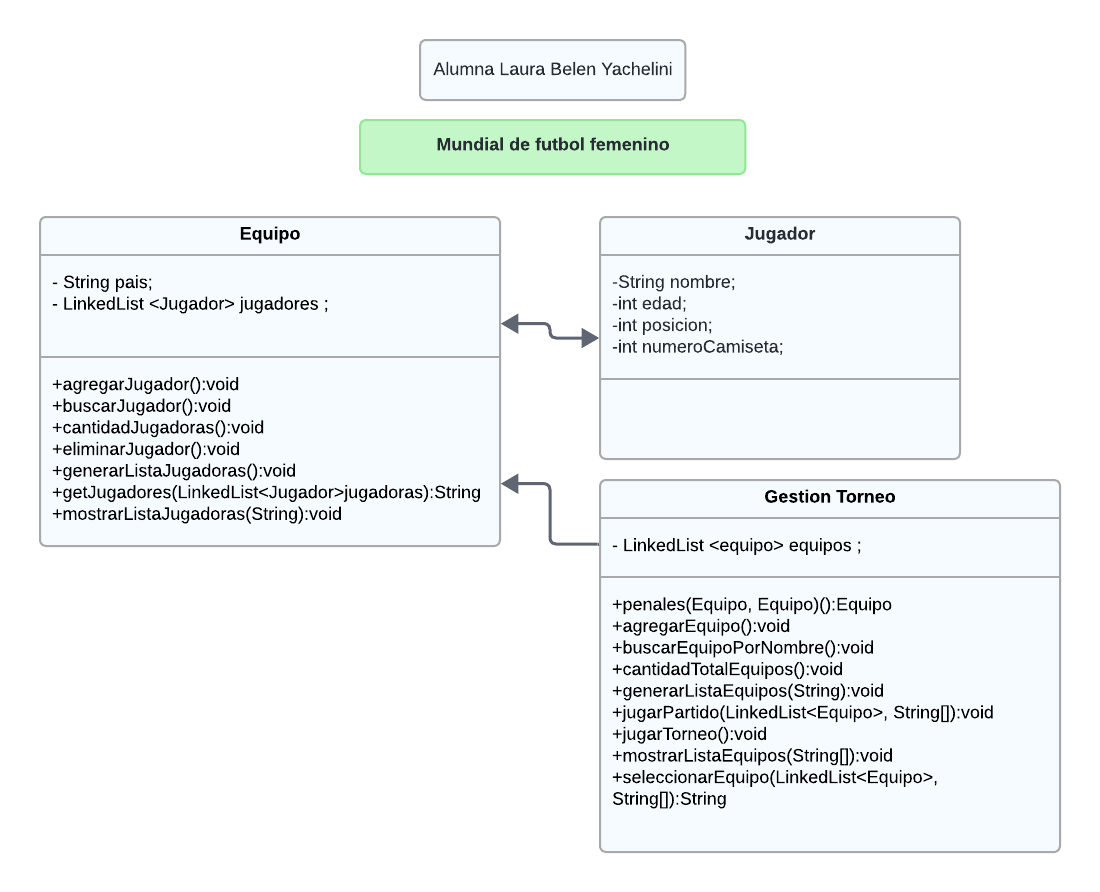 Alumna Laura Belen Yachelini
Mundial de futbol femenino
Equipo
- String pais;
- LinkedList <Jugador> jugadores ;
+agregarJugador():void
+buscarJugador():void
+cantidadJugadoras():void
+eliminarJugador():void
+generarListaJugadoras():void
+getJugadores(LinkedList<Jugador>jugadoras):String
+mostrarListaJugadoras(String):void
Jugador
-String nombre;
-int edad;
-int posicion;
-int numeroCamiseta;
Gestion Torneo
- LinkedList <equipo> equipos ;
+penales(Equipo, Equipo)():Equipo
+agregarEquipo():void
+buscarEquipoPorNombre():void
+cantidadTotalEquipos():void
+generarListaEquipos(String):void
+jugarPartido(LinkedList<Equipo>, String[]):void
+jugarTorneo():void
+mostrarListaEquipos(String[]):void
+seleccionarEquipo(LinkedList<Equipo>,
String[]):String